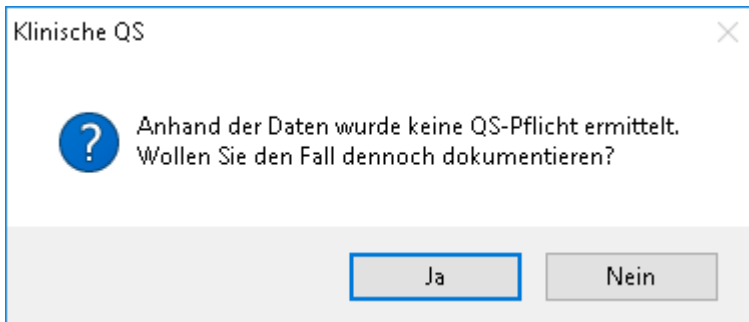 Klinische QS
Anhand der Daten wurde keine QS-Pflicht ermittelt.
Wollen Sie den Fall dennoch dokumentieren?
Ja
Nein